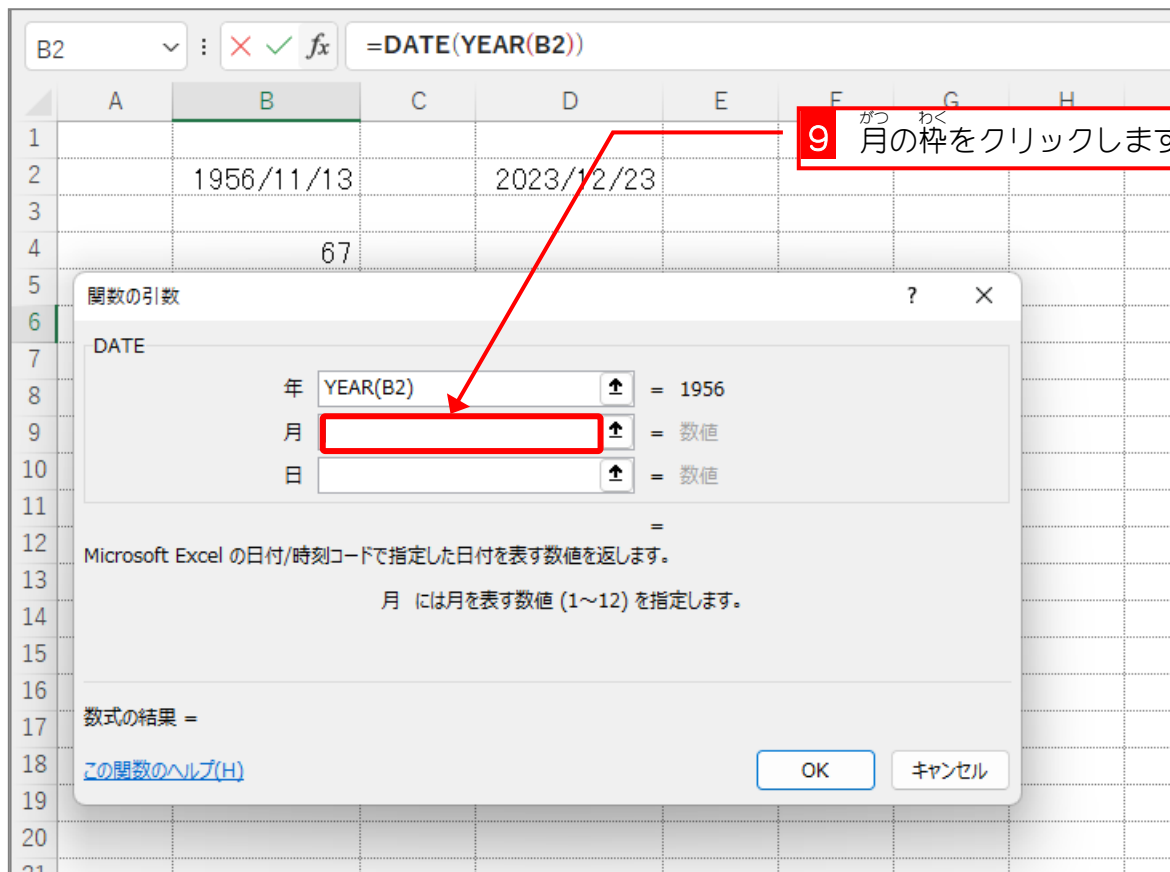 B2 fx =DATE(YEAR(B2))
A B C D E F G H
がつ わく
9 月の枠をクリックします
1
2 1956/11/13 2023/12/23
3
4 67
5
6
7
8
9
10
11
12
13
14
15
16
17
18
19
20
21
関数の引数 ?
DATE
年 YEAR(B2) = 1956
月 = 数値
日 = 数値
=
Microsoft Excel の日付/時刻コードで指定した日付を表す数値を返します。
月 には月を表す数値 (1～12) を指定します。
数式の結果 =
この関数のヘルプ(H)
OK キャンセル